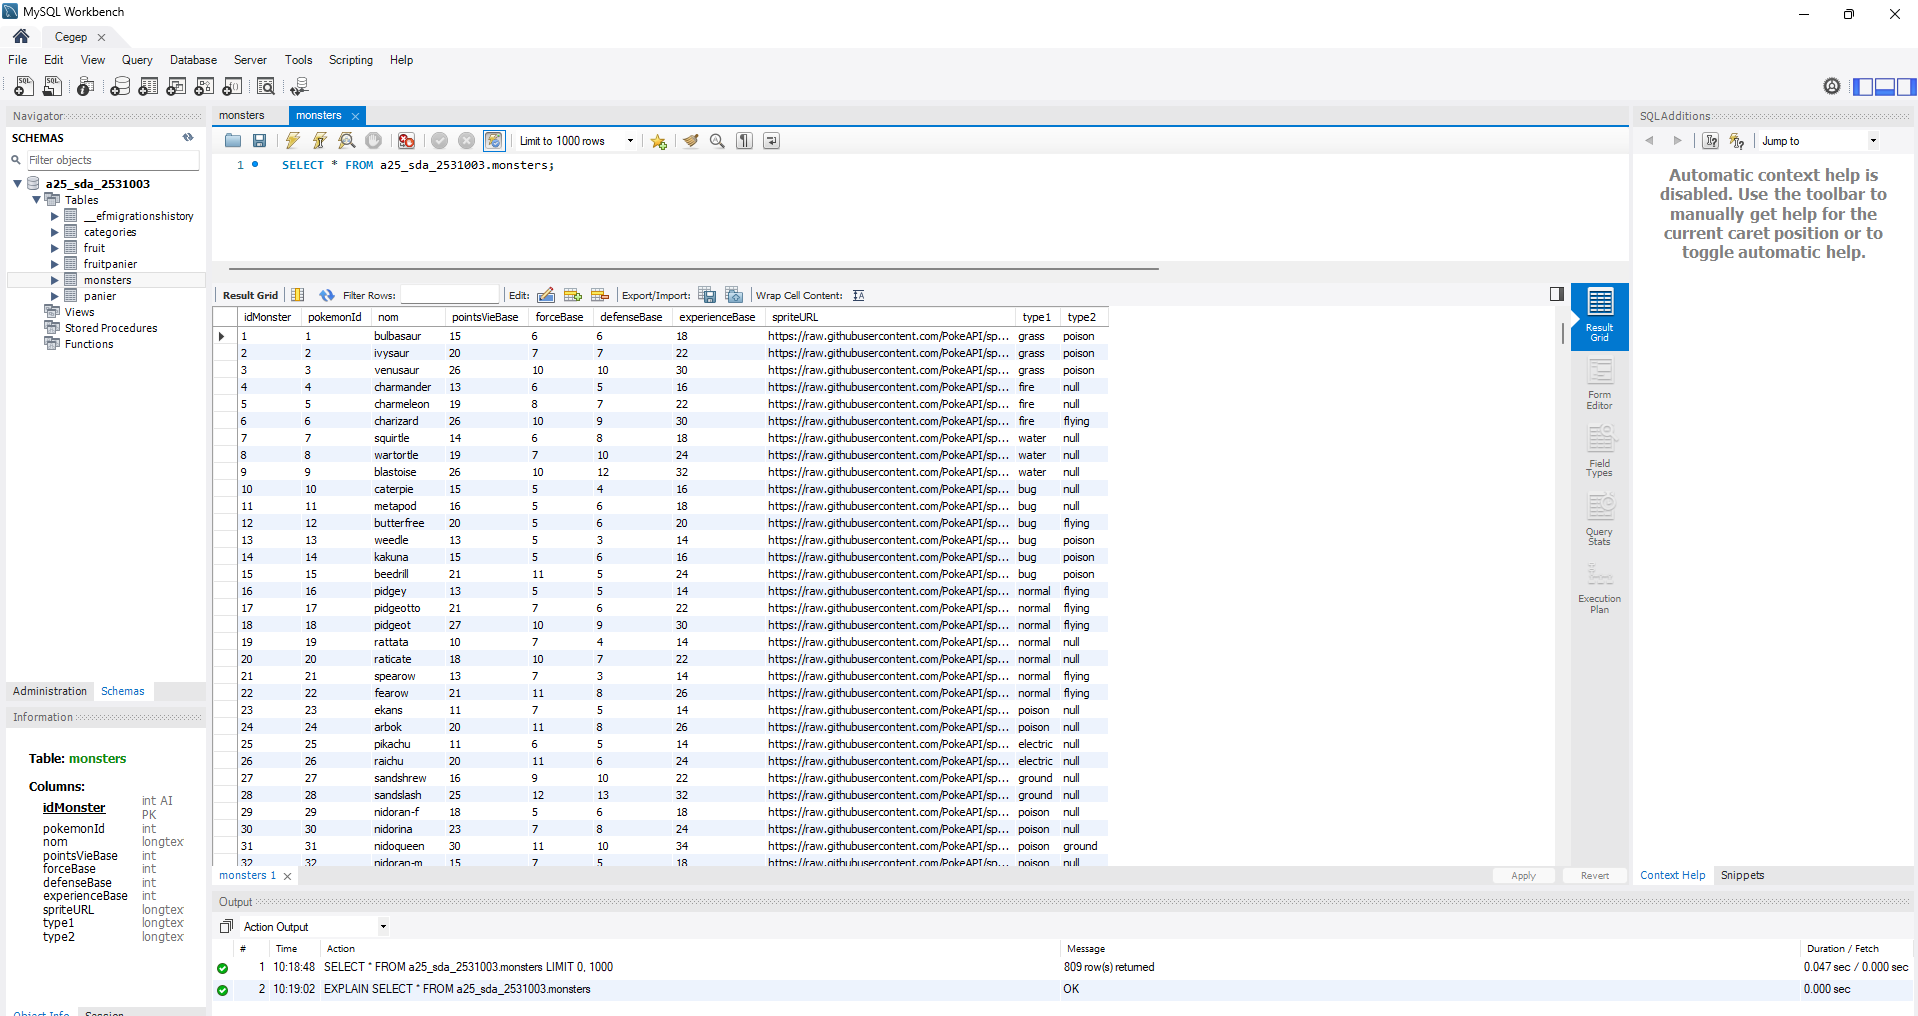 MySQL Workbench
Cegep
File Edit View Query Database Server Tools Scripting Help
Navigator
SCHEMAS
Filter objects
a25_sda_2531003
Tables
__efmigrationshistory
categories
fruit
fruitpanier
monsters
panier
Views
Stored Procedures
Functions
Administration Schemas
Information
Table: monsters
Columns:
idMonster int AI PK
pokemonId int
nom longtex
pointsVieBase int
forceBase int
defenseBase int
experienceBase int
spriteURL longtex
type1 longtex
type2 longtex
Object Info Session
monsters monsters
Limit to 1000 rows
1 SELECT * FROM a25_sda_2531003.monsters;
Result Grid Filter Rows: Edit: Export/Import: Wrap Cell Content:
idMonster pokemonId nom pointsVieBase forceBase defenseBase experienceBase spriteURL type1 type2
1 1 bulbasaur 15 6 6 18 https://raw.githubusercontent.com/PokeAPI/sp... grass poison
2 2 ivysaur 20 7 7 22 https://raw.githubusercontent.com/PokeAPI/sp... grass poison
3 3 venusaur 26 10 10 30 https://raw.githubusercontent.com/PokeAPI/sp... grass poison
4 4 charmander 13 6 5 16 https://raw.githubusercontent.com/PokeAPI/sp... fire null
5 5 charmeleon 19 8 7 22 https://raw.githubusercontent.com/PokeAPI/sp... fire null
6 6 charizard 26 10 9 30 https://raw.githubusercontent.com/PokeAPI/sp... fire flying
7 7 squirtle 14 6 8 18 https://raw.githubusercontent.com/PokeAPI/sp... water null
8 8 wartortle 19 7 10 24 https://raw.githubusercontent.com/PokeAPI/sp... water null
9 9 blastoise 26 10 12 32 https://raw.githubusercontent.com/PokeAPI/sp... water null
10 10 caterpie 15 5 4 16 https://raw.githubusercontent.com/PokeAPI/sp... bug null
11 11 metapod 16 5 6 18 https://raw.githubusercontent.com/PokeAPI/sp... bug null
12 12 butterfree 20 5 6 20 https://raw.githubusercontent.com/PokeAPI/sp... bug flying
13 13 weedle 13 5 3 14 https://raw.githubusercontent.com/PokeAPI/sp... bug poison
14 14 kakuna 15 5 6 16 https://raw.githubusercontent.com/PokeAPI/sp... bug poison
15 15 beedrill 21 11 5 24 https://raw.githubusercontent.com/PokeAPI/sp... bug poison
16 16 pidgey 13 5 5 14 https://raw.githubusercontent.com/PokeAPI/sp... normal flying
17 17 pidgeotto 21 7 6 22 https://raw.githubusercontent.com/PokeAPI/sp... normal flying
18 18 pidgeot 27 10 9 30 https://raw.githubusercontent.com/PokeAPI/sp... normal flying
19 19 rattata 10 7 4 14 https://raw.githubusercontent.com/PokeAPI/sp... normal null
20 20 raticate 18 10 7 22 https://raw.githubusercontent.com/PokeAPI/sp... normal null
21 21 spearow 13 7 3 14 https://raw.githubusercontent.com/PokeAPI/sp... normal flying
22 22 fearow 21 11 8 26 https://raw.githubusercontent.com/PokeAPI/sp... normal flying
23 23 ekans 11 7 5 14 https://raw.githubusercontent.com/PokeAPI/sp... poison null
24 24 arbok 20 11 8 26 https://raw.githubusercontent.com/PokeAPI/sp... poison null
25 25 pikachu 11 6 5 14 https://raw.githubusercontent.com/PokeAPI/sp... electric null
26 26 raichu 20 11 6 24 https://raw.githubusercontent.com/PokeAPI/sp... electric null
27 27 sandshrew 16 9 10 22 https://raw.githubusercontent.com/PokeAPI/sp... ground null
28 28 sandslash 25 12 13 32 https://raw.githubusercontent.com/PokeAPI/sp... ground null
29 29 nidoran-f 18 5 6 18 https://raw.githubusercontent.com/PokeAPI/sp... poison null
30 30 nidorina 23 7 8 24 https://raw.githubusercontent.com/PokeAPI/sp... poison null
31 31 nidoqueen 30 11 10 34 https://raw.githubusercontent.com/PokeAPI/sp... poison ground
32 32 nidoran-m 15 7 5 18 https://raw.githubusercontent.com/PokeAPI/sp... poison null
Result Grid
Form Editor
Field Types
Query Stats
Execution Plan
monsters 1 Apply Revert
SQLAdditions
Jump to
Automatic context help is
disabled. Use the toolbar to
manually get help for the
current caret position or to
toggle automatic help.
Context Help Snippets
Output
Action Output
# Time Action Message Duration / Fetch
1 10:18:48 SELECT * FROM a25_sda_2531003.monsters LIMIT 0, 1000 809 row(s) returned 0.047 sec / 0.000 sec
2 10:19:02 EXPLAIN SELECT * FROM a25_sda_2531003.monsters OK 0.000 sec